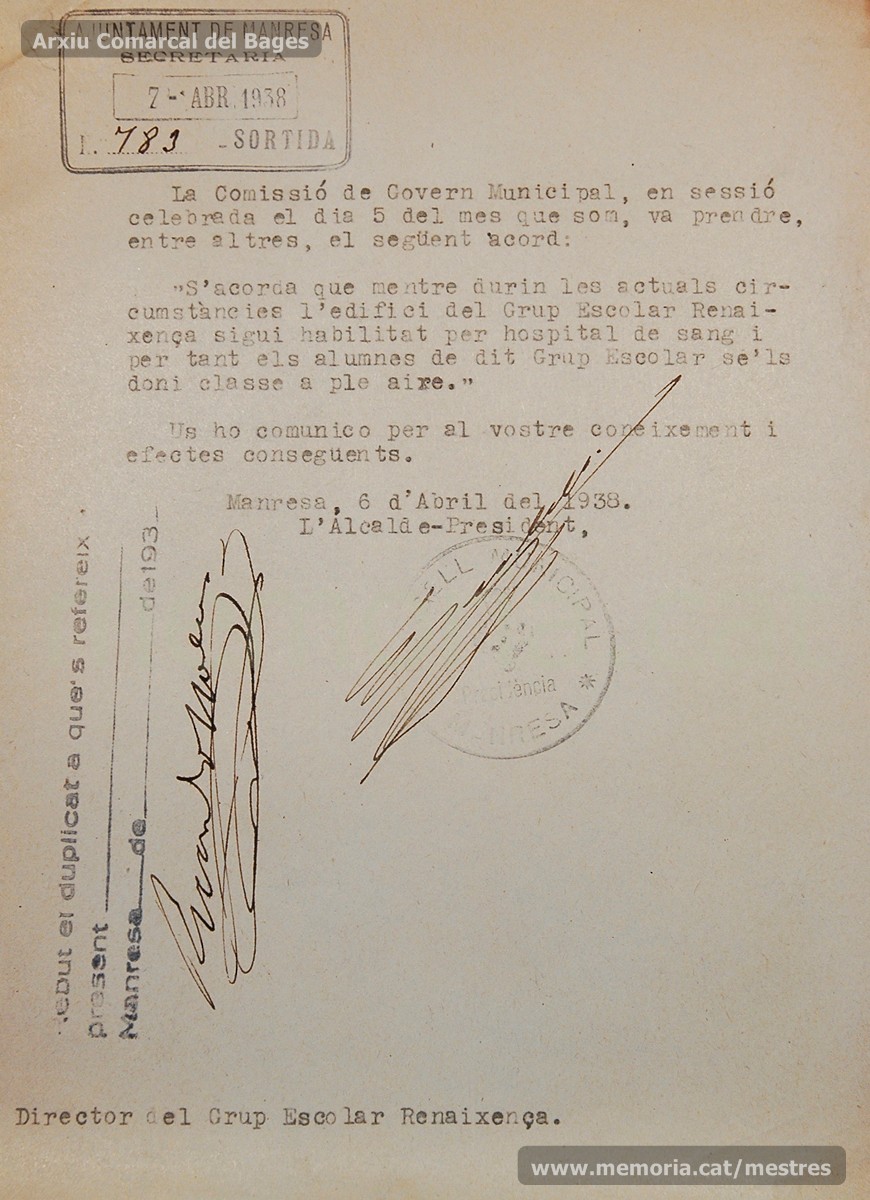 AJUNTAMENT DE MANRESA
Arxiu Comarcal del Bages
SECRETARIA
7 - ABR. 1938
783 - SORTIDA
La Comissió de Govern Municipal, en sessió
celebrada el dia 5 del mes que som, va prendre,
entre altres, el següent acord:
"S'acorda que mentre durin les actuals cir-
cumstàncies l'edifici del Grup Escolar Renai-
xença sigui habilitat per hospital de sang i
per tant els alumnes de dit Grup Escolar se'ls
doni classe a ple aire."
Us ho comunico per al vostre coneixement i
efectes consegüents.
Manresa, 6 d'Abril del 1938.
L'Alcalde-President,
MUNICIPAL
Presidència
MANRESA
Rebut el duplicat a que's refereix
present
Manresa de de 193
Director del Grup Escolar Renaixença.
www.memoria.cat/mestres